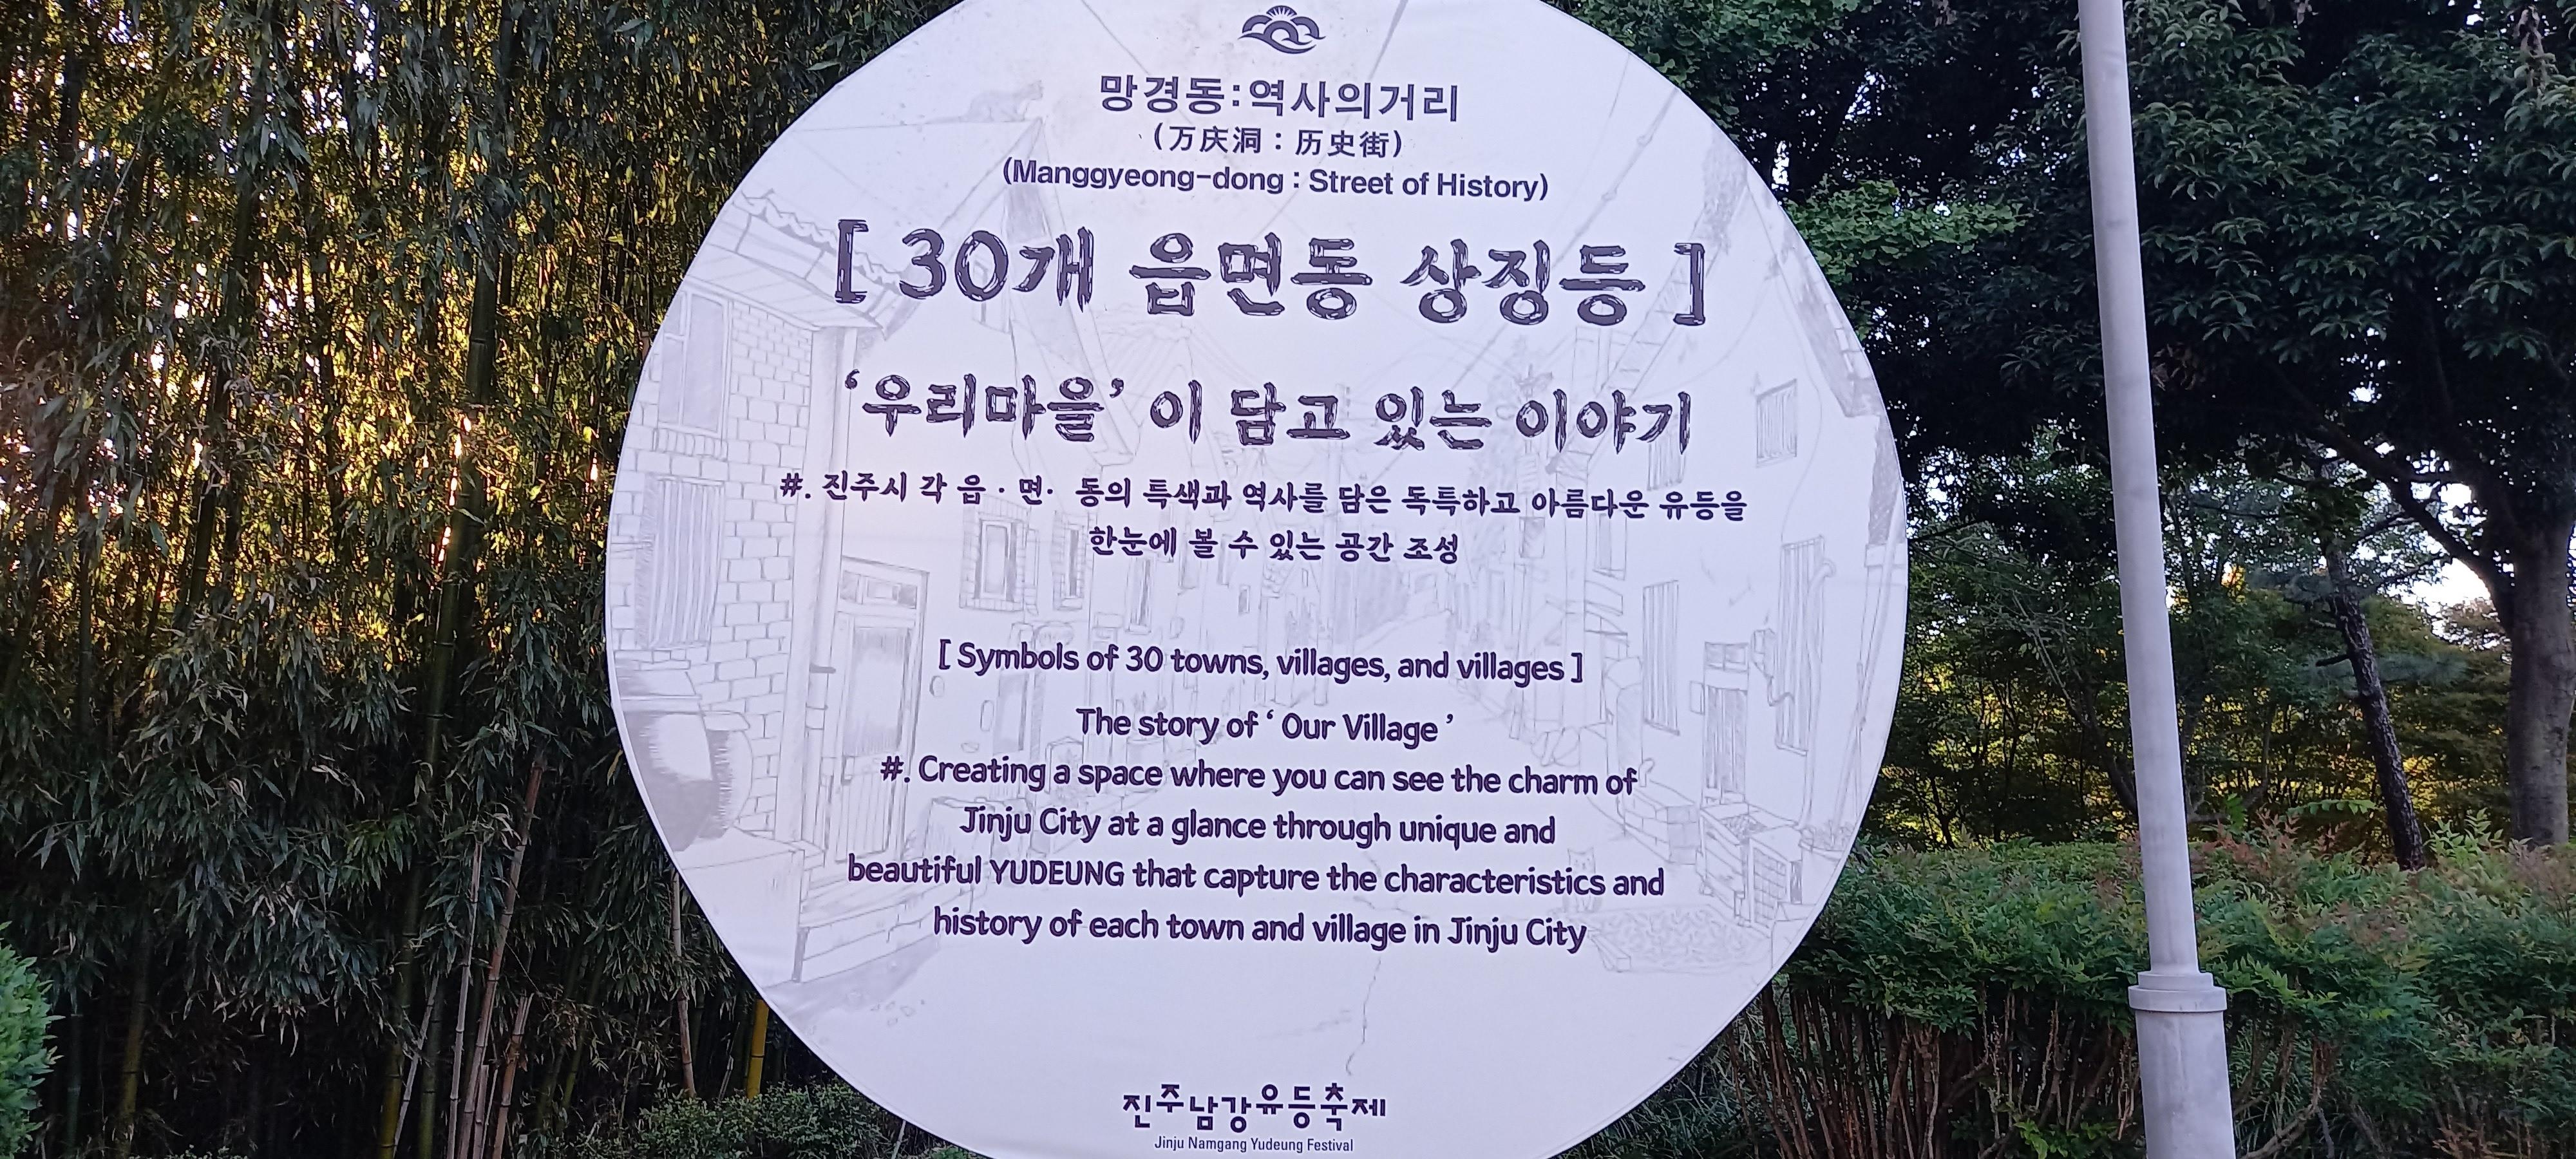 망경동:역사의거리
(万庆洞 : 历史街)
(Manggyeong-dong : Street of History)
[ 30개 읍면동 상징등 ]
‘우리마을’ 이 담고 있는 이야기
#. 진주시 각 읍 · 면· 동의 특색과 역사를 담은 독특하고 아름다운 유등을
한눈에 볼 수 있는 공간 조성
[ Symbols of 30 towns, villages, and villages ]
The story of ‘ Our Village ’
#. Creating a space where you can see the charm of
Jinju City at a glance through unique and
beautiful YUDEUNG that capture the characteristics and
history of each town and village in Jinju City
진주남강유등축제
Jinju Namgang Yudeung Festival